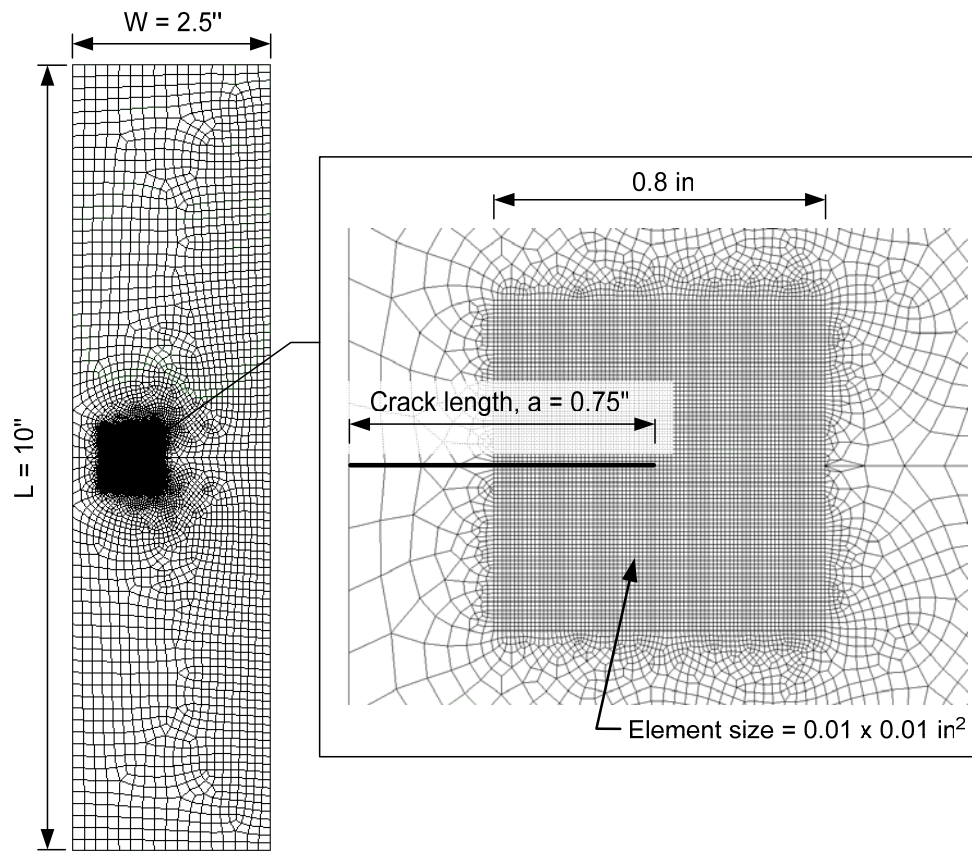 W = 2.5"
L = 10"
0.8 in
Crack length, a = 0.75"
Element size = 0.01 x 0.01 in²